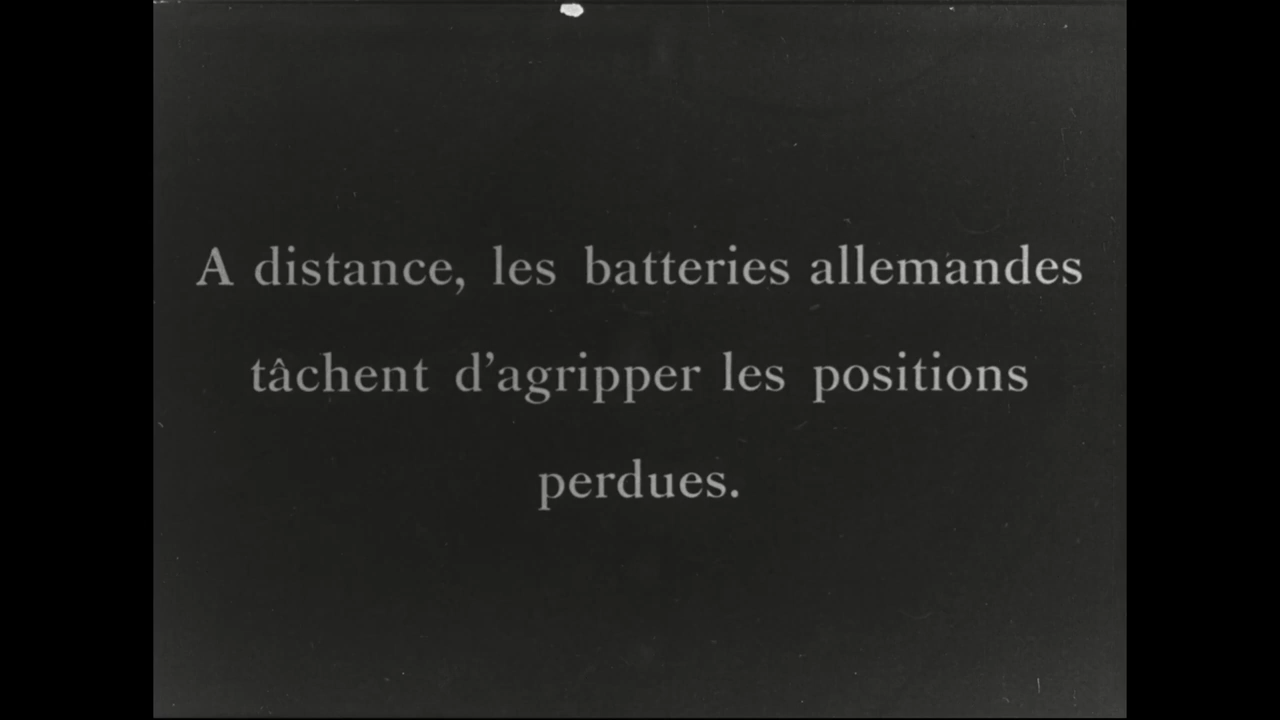 A distance, les batteries allemandes
tâchent d’agripper les positions
perdues.